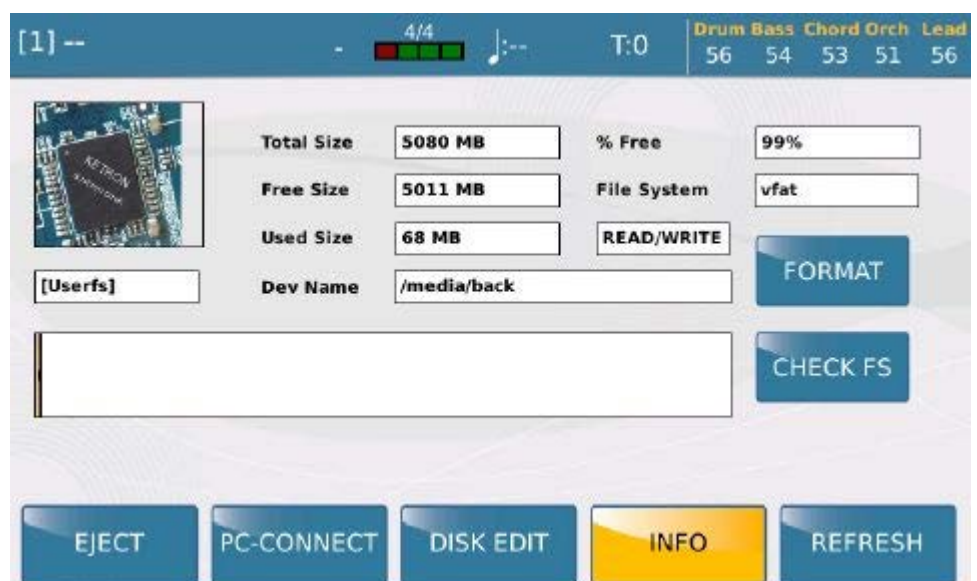 [1] --
-
4/4
:--
T:0
Drum Bass Chord Orch Lead
56 54 53 51 56
KETRON
Total Size 5080 MB % Free 99%
Free Size 5011 MB File System vfat
Used Size 68 MB READ/WRITE
FORMAT
[Userfs] Dev Name /media/back
CHECK FS
EJECT PC-CONNECT DISK EDIT INFO REFRESH